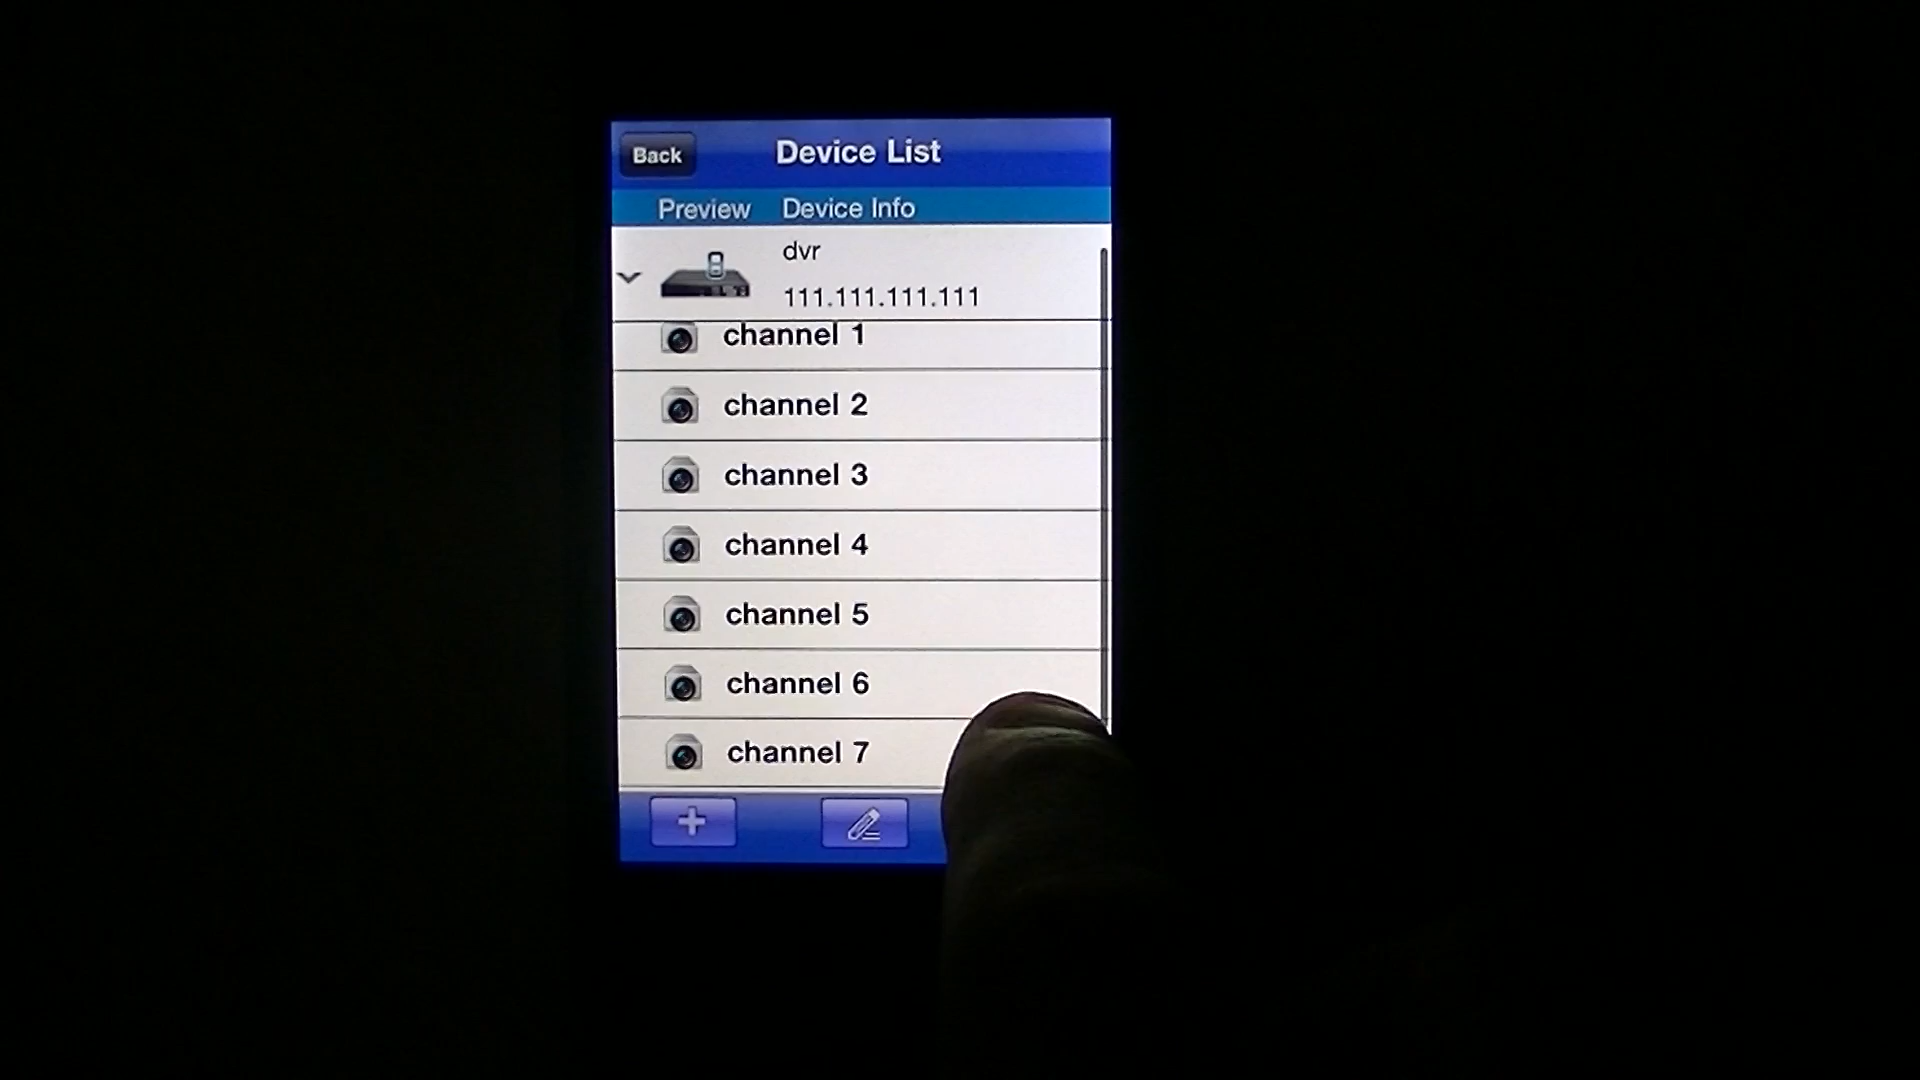 Back Device List
Preview Device Info
dvr
111.111.111.111
channel 1
channel 2
channel 3
channel 4
channel 5
channel 6
channel 7